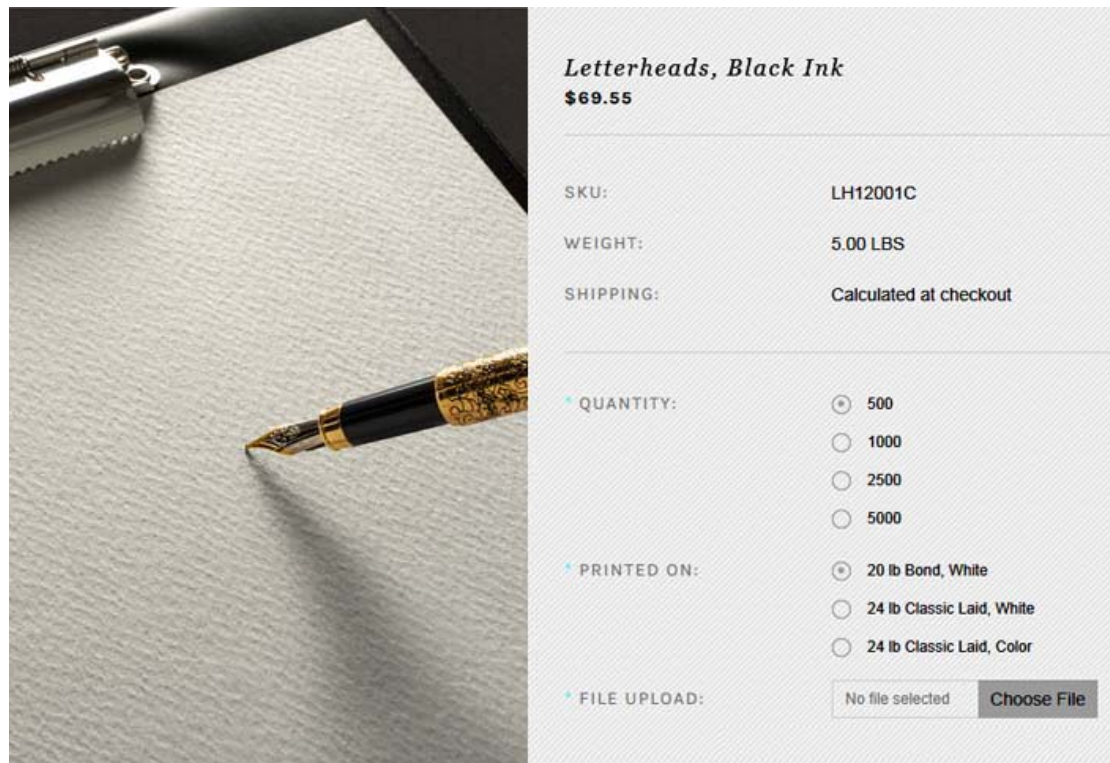 Letterheads, Black Ink
$69.55
SKU: LH12001C
WEIGHT: 5.00 LBS
SHIPPING: Calculated at checkout
* QUANTITY: 500
1000
2500
5000
* PRINTED ON: 20 lb Bond, White
24 lb Classic Laid, White
24 lb Classic Laid, Color
* FILE UPLOAD: No file selected Choose File